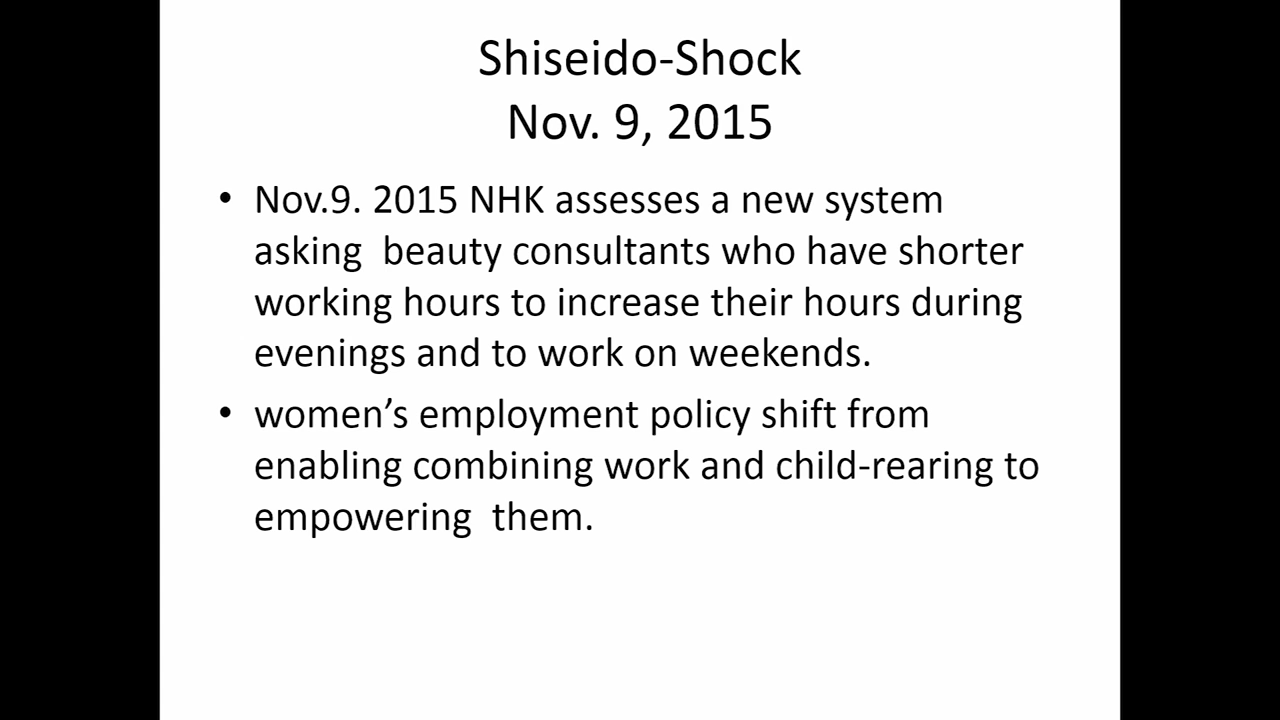 Shiseido-Shock
Nov. 9, 2015
• Nov.9. 2015 NHK assesses a new system
asking  beauty consultants who have shorter
working hours to increase their hours during
evenings and to work on weekends.
• women’s employment policy shift from
enabling combining work and child-rearing to
empowering  them.